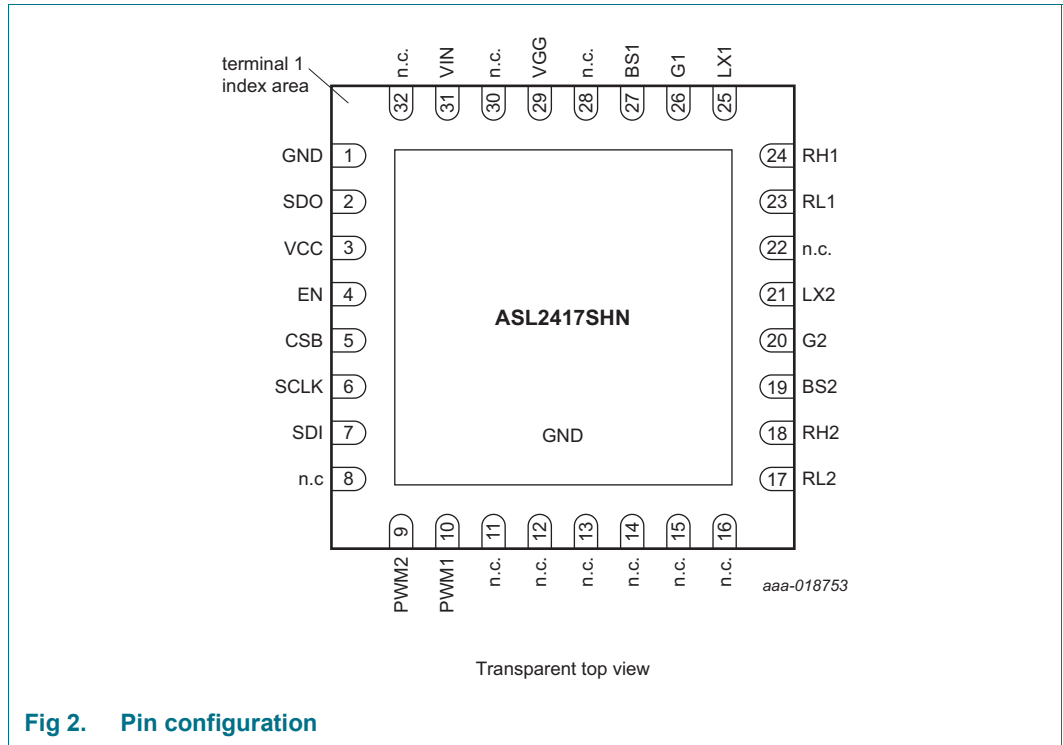 terminal 1
index area
n.c.
VIN
n.c.
VGG
n.c.
BS1
G1
LX1
32
31
30
29
28
27
26
25
GND 1
SDO 2
VCC 3
EN 4
CSB 5
SCLK 6
SDI 7
n.c 8
24 RH1
23 RL1
22 n.c.
21 LX2
20 G2
19 BS2
18 RH2
17 RL2
ASL2417SHN
GND
9
10
11
12
13
14
15
16
PWM2
PWM1
n.c.
n.c.
n.c.
n.c.
n.c.
n.c.
aaa-018753
Transparent top view
Fig 2. Pin configuration